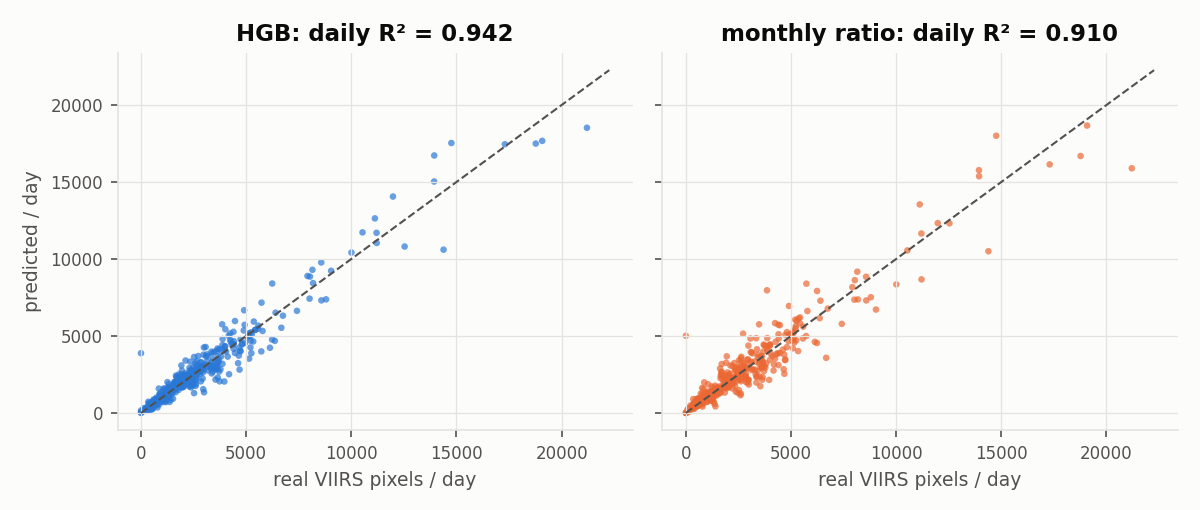 HGB: daily R² = 0.942
predicted / day
20000
15000
10000
5000
0
0 5000 10000 15000 20000
real VIIRS pixels / day
monthly ratio: daily R² = 0.910
0 5000 10000 15000 20000
real VIIRS pixels / day